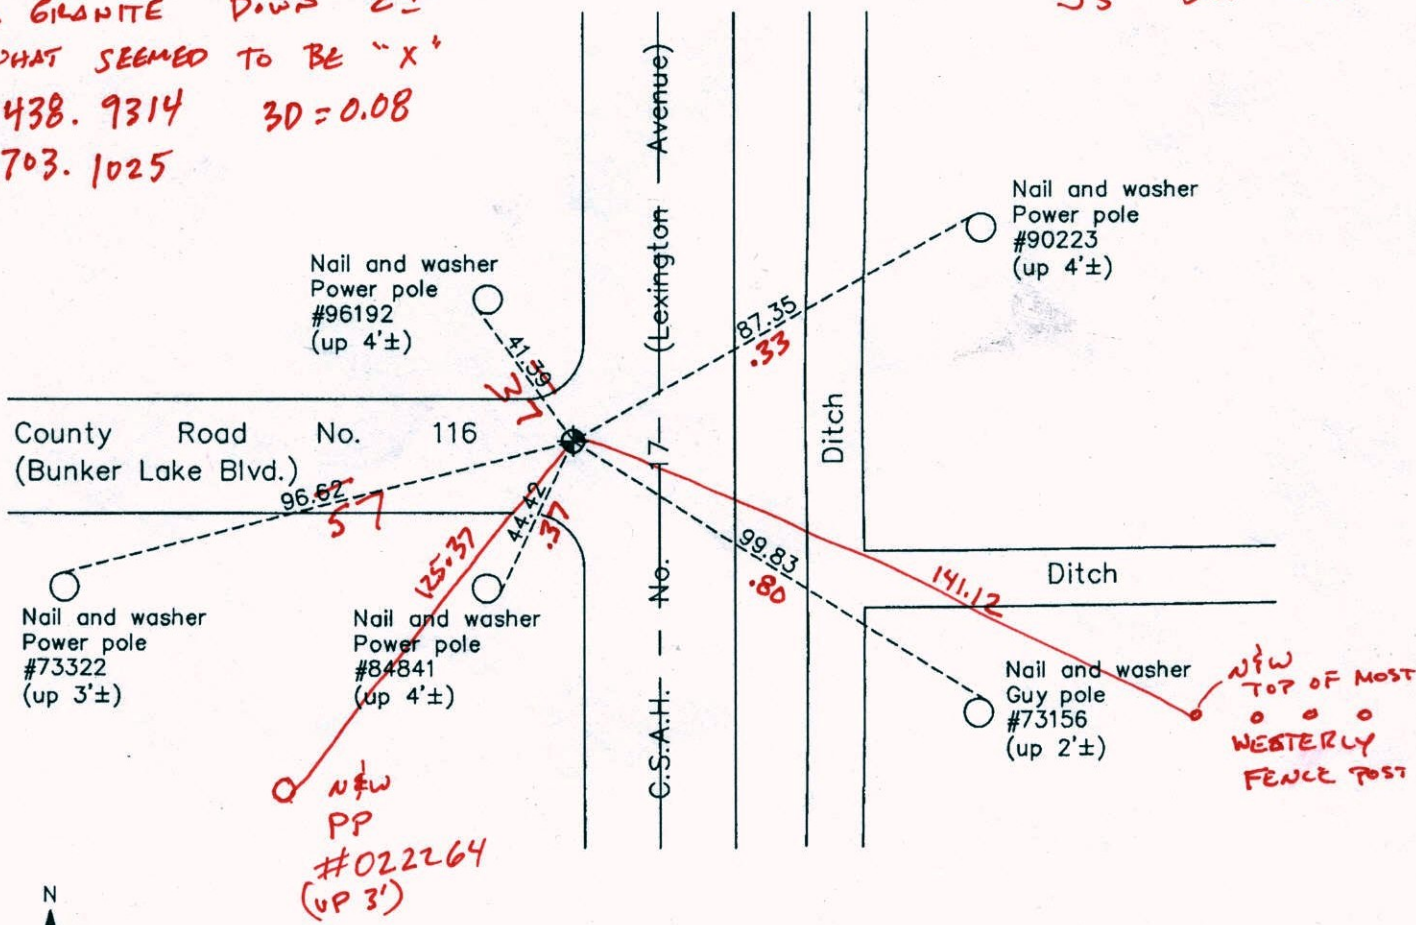 GRANITE DOWN 2±
WHAT SEEMED TO BE "X"
438. 9314 3D = 0.08
703. 1025
Nail and washer
Power pole
#90223
(up 4'±)
Nail and washer
Power pole
#96192
(up 4'±)
(Lexington Avenue)
41.39
87.35
.33
County Road No. 116
(Bunker Lake Blvd.)
Ditch
96.62
57
44.42
.37
125.37
99.83
.80
141.12
Ditch
C.S.A.H. No. 17
Nail and washer
Power pole
#73322
(up 3'±)
Nail and washer
Power pole
#84841
(up 4'±)
Nail and washer
Guy pole
#73156
(up 2'±)
N&W
TOP OF MOST
WESTERLY
FENCE POST
N&W
PP
#022264
(UP 3')
N